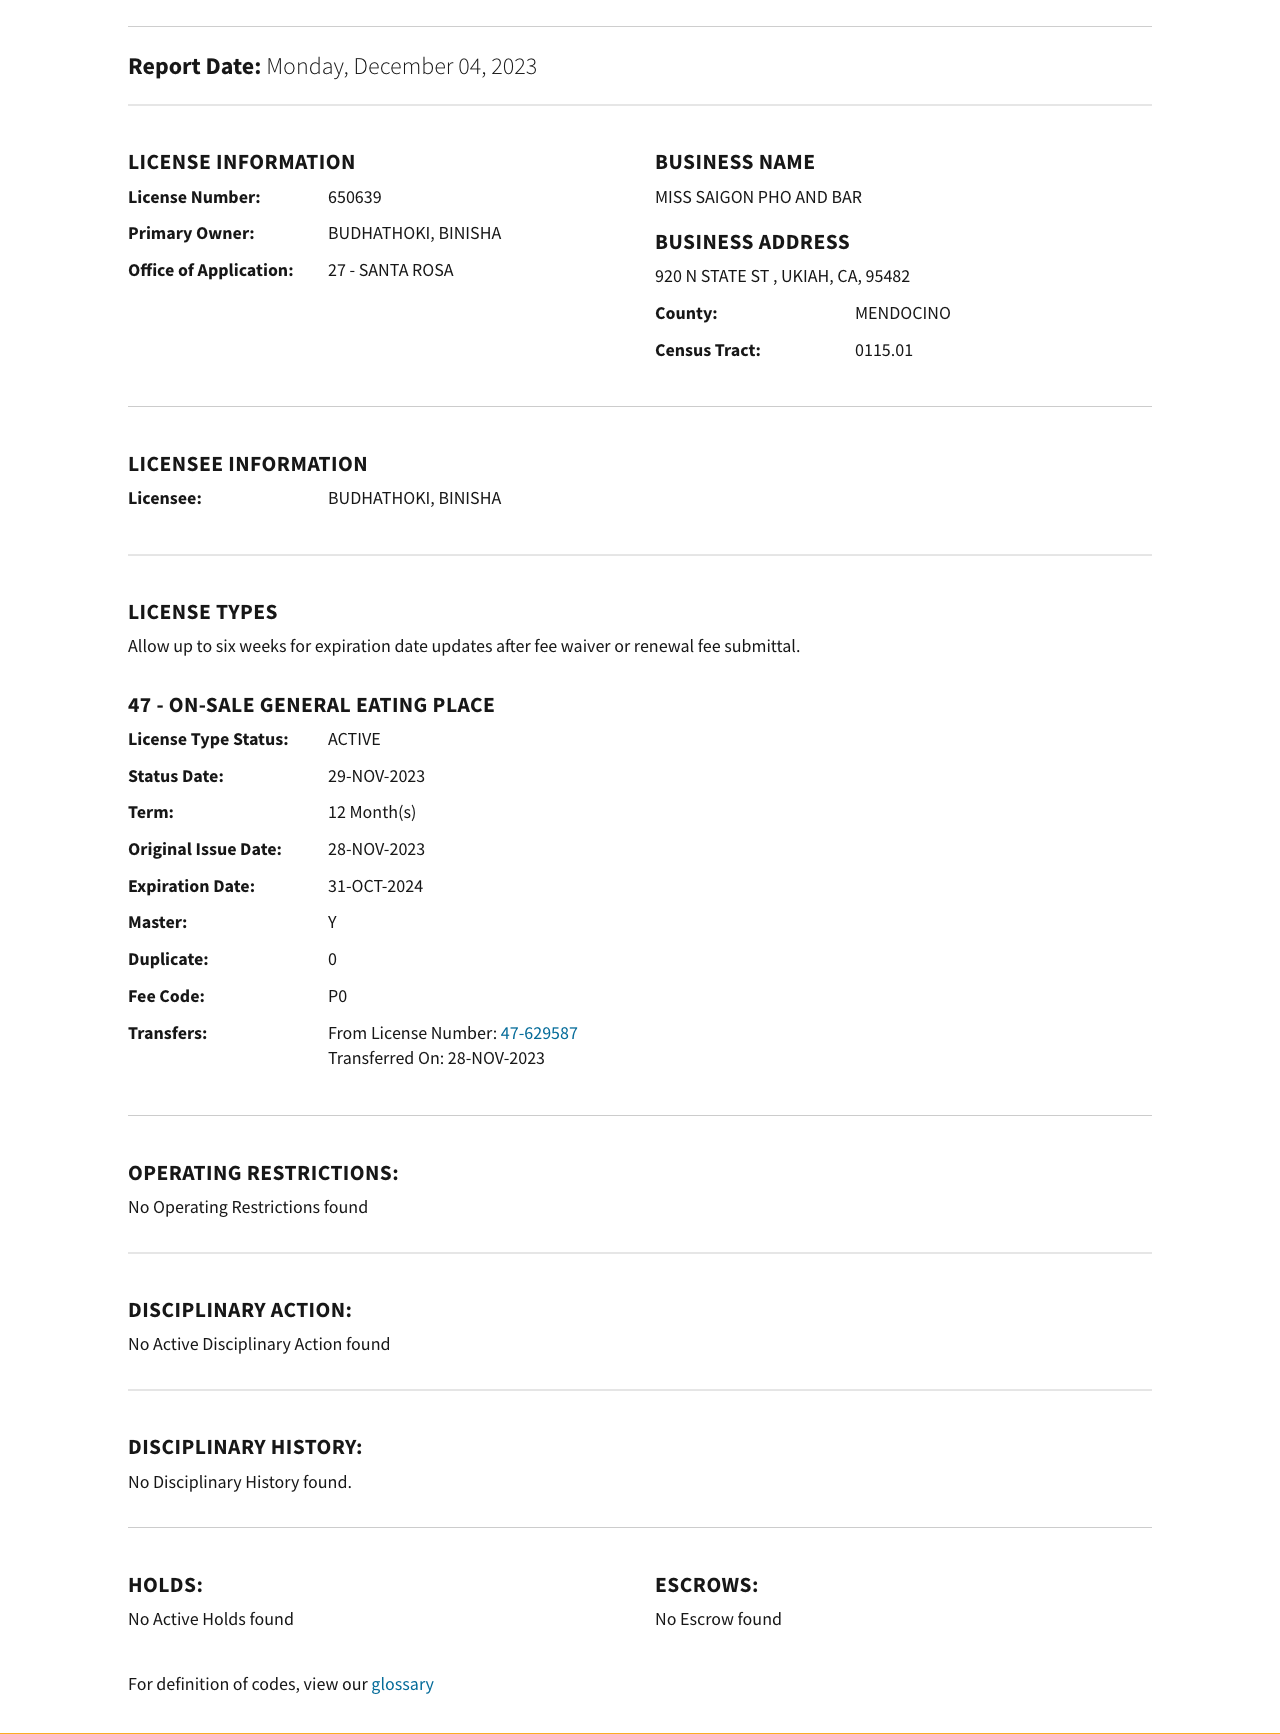 Report Date: Monday, December 04, 2023
LICENSE INFORMATION
License Number: 650639
Primary Owner: BUDHATHOKI, BINISHA
Office of Application: 27 - SANTA ROSA
BUSINESS NAME
MISS SAIGON PHO AND BAR
BUSINESS ADDRESS
920 N STATE ST , UKIAH, CA, 95482
County: MENDOCINO
Census Tract: 0115.01
LICENSEE INFORMATION
Licensee: BUDHATHOKI, BINISHA
LICENSE TYPES
Allow up to six weeks for expiration date updates after fee waiver or renewal fee submittal.
47 - ON-SALE GENERAL EATING PLACE
License Type Status: ACTIVE
Status Date: 29-NOV-2023
Term: 12 Month(s)
Original Issue Date: 28-NOV-2023
Expiration Date: 31-OCT-2024
Master: Y
Duplicate: 0
Fee Code: P0
Transfers: From License Number: 47-629587
Transferred On: 28-NOV-2023
OPERATING RESTRICTIONS:
No Operating Restrictions found
DISCIPLINARY ACTION:
No Active Disciplinary Action found
DISCIPLINARY HISTORY:
No Disciplinary History found.
HOLDS:
No Active Holds found
ESCROWS:
No Escrow found
For definition of codes, view our glossary